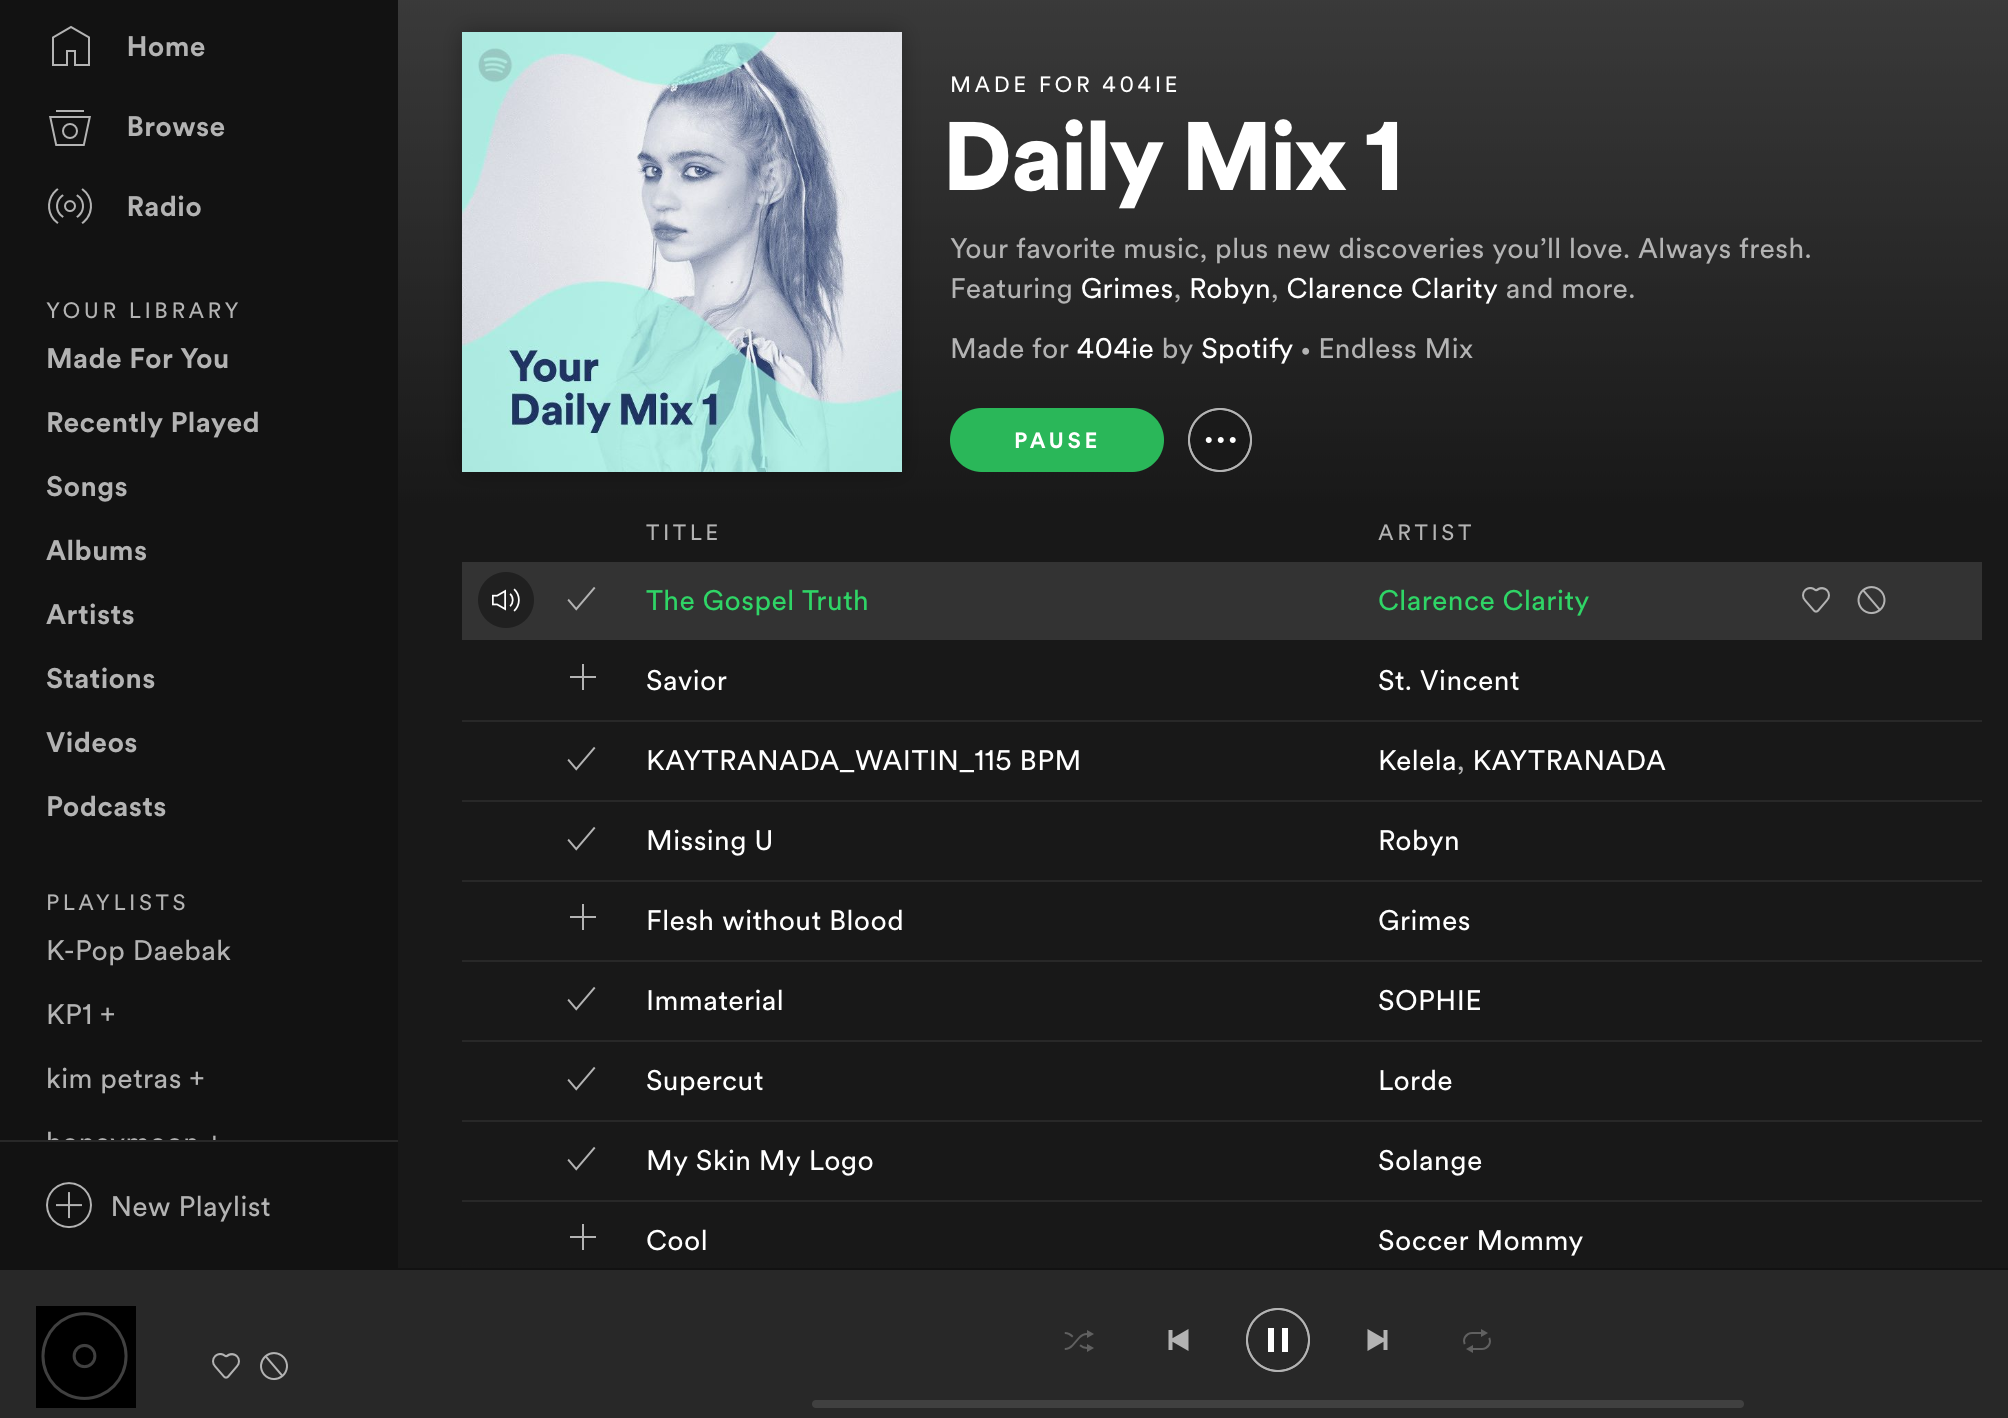 Home
Browse
Radio
YOUR LIBRARY
Made For You
Recently Played
Songs
Albums
Artists
Stations
Videos
Podcasts
PLAYLISTS
K-Pop Daebak
KP1 +
kim petras +
honeymoon +
New Playlist
Your
Daily Mix 1
MADE FOR 404IE
Daily Mix 1
Your favorite music, plus new discoveries you’ll love. Always fresh.
Featuring Grimes, Robyn, Clarence Clarity and more.
Made for 404ie by Spotify • Endless Mix
PAUSE
TITLE ARTIST
The Gospel Truth Clarence Clarity
Savior St. Vincent
KAYTRANADA_WAITIN_115 BPM Kelela, KAYTRANADA
Missing U Robyn
Flesh without Blood Grimes
Immaterial SOPHIE
Supercut Lorde
My Skin My Logo Solange
Cool Soccer Mommy